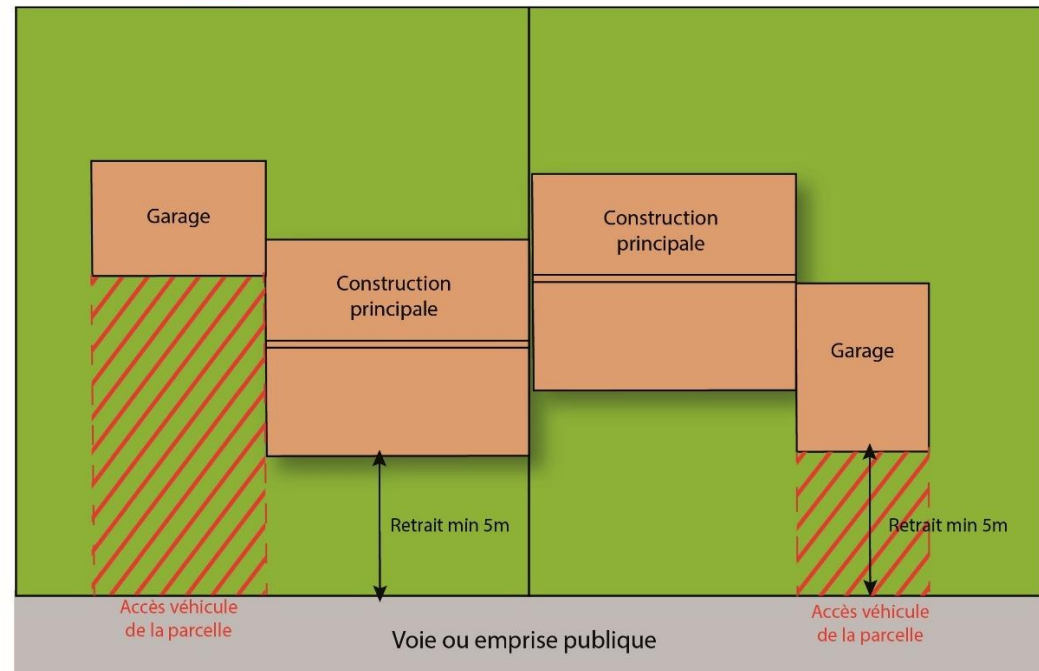 Garage
Construction
principale
Construction
principale
Garage
Retrait min 5m
Retrait min 5m
Accès véhicule
de la parcelle
Voie ou emprise publique
Accès véhicule
de la parcelle